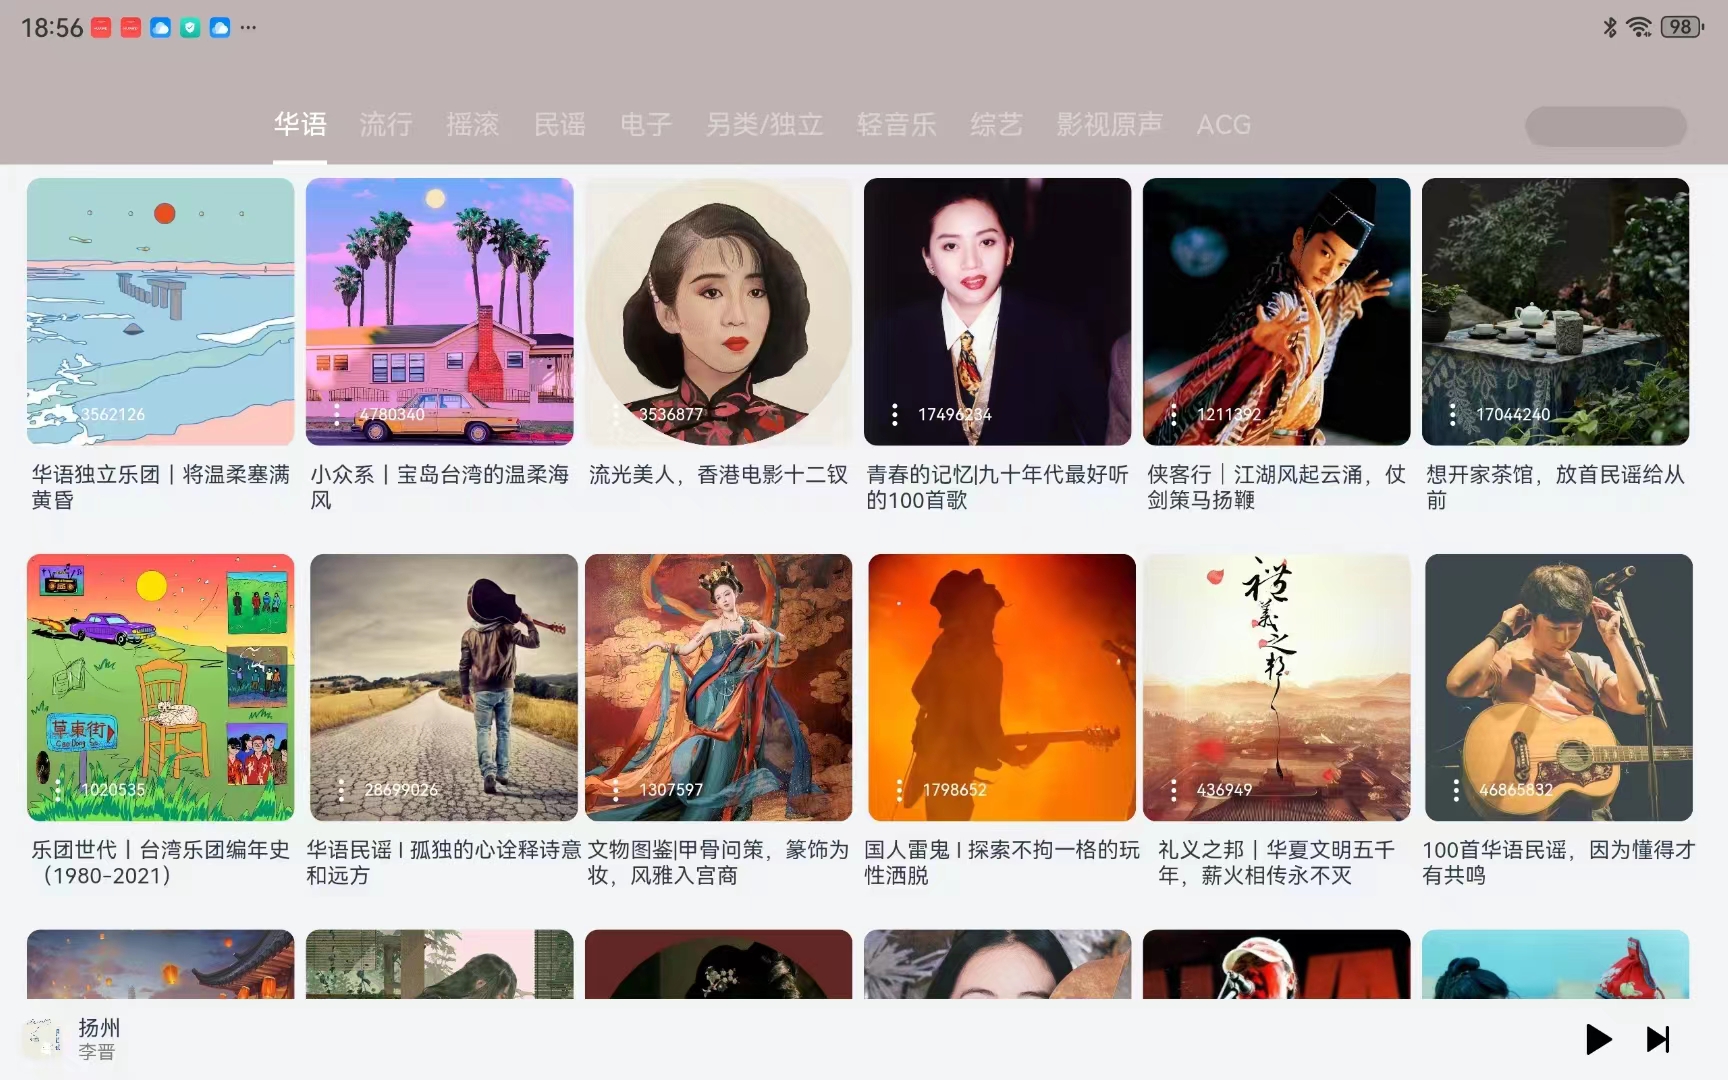 18:56
98
华语 流行 摇滚 民谣 电子 另类/独立 轻音乐 综艺 影视原声 ACG
3562126
4780340
3536877
17496234
1211392
17044240
华语独立乐团丨将温柔塞满
黄昏
小众系丨宝岛台湾的温柔海
风
流光美人，香港电影十二钗
青春的记忆|九十年代最好听
的100首歌
侠客行｜江湖风起云涌，仗
剑策马扬鞭
想开家茶馆，放首民谣给从
前
草東街
Cao Dong St.
禮
義
之
邦
1020535
28699026
1307597
1798652
436949
46865832
乐团世代丨台湾乐团编年史
（1980-2021）
华语民谣 I 孤独的心诠释诗意
和远方
文物图鉴|甲骨问策，篆饰为
妆，风雅入宫商
国人雷鬼 I 探索不拘一格的玩
性洒脱
礼义之邦丨华夏文明五千
年，薪火相传永不灭
100首华语民谣，因为懂得才
有共鸣
扬州
李晋